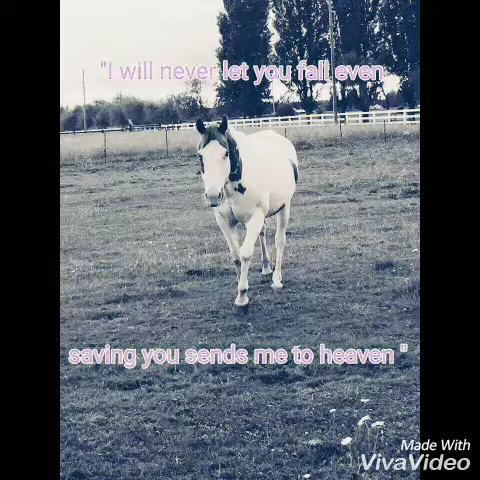 "I will never let you fall even
saving you sends me to heaven "
Made With
VivaVideo